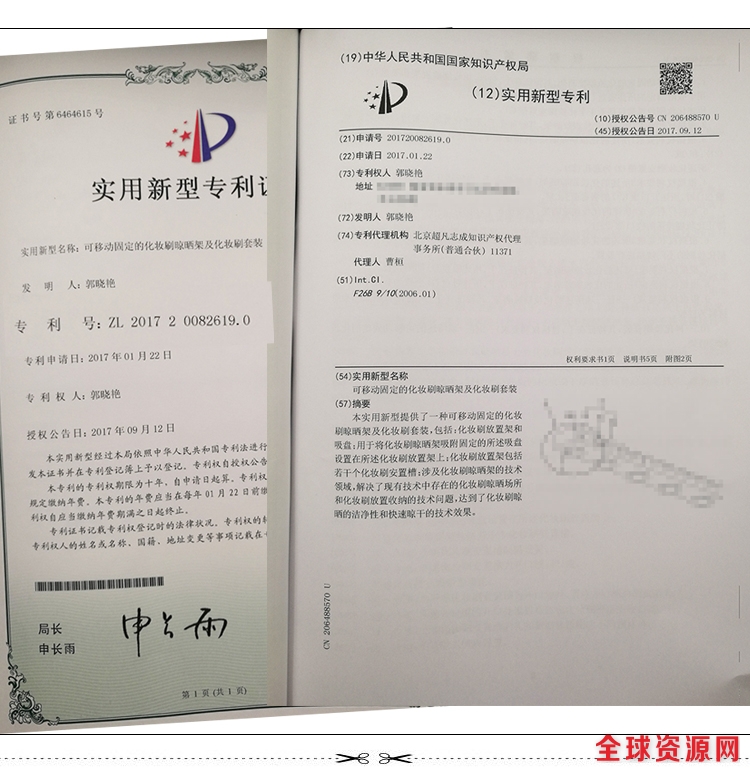 证书号第6464615号
实用新型专利证
实用新型名称：可移动固定的化妆刷晾晒架及化妆刷套装
发 明 人：郭晓艳
专 利 号：ZL 2017 2 0082619.0
专利申请日：2017年01月22日
专 利 权 人：郭晓艳
授权公告日：2017年09月12日
本实用新型经过本局依照中华人民共和国专利法进行
发本证书并在专利登记簿上予以登记。专利权自授权公告
本专利的专利权期限为十年，自申请日起算。专利权
规定缴纳年费。本专利的年费应当在每年01月22日前缴
利权自应当缴纳年费期满之日起终止。
专利证书记载专利权登记时的法律状况。专利权的转
专利权人的姓名或名称、国籍、地址变更等事项记载在专
局长
申长雨
申长雨
第1页(共1页)
(19)中华人民共和国国家知识产权局
(12)实用新型专利
(10)授权公告号 CN 206488570 U
(45)授权公告日 2017.09.12
(21)申请号 201720082619.0
(22)申请日 2017.01.22
(73)专利权人 郭晓艳
地址
(72)发明人 郭晓艳
(74)专利代理机构 北京超凡志成知识产权代理
事务所(普通合伙) 11371
代理人 曹桓
(51)Int.Cl.
F26B 9/10(2006.01)
权利要求书1页 说明书5页 附图2页
(54)实用新型名称
可移动固定的化妆刷晾晒架及化妆刷套装
(57)摘要
本实用新型提供了一种可移动固定的化妆
刷晾晒架及化妆刷套装，包括：化妆刷放置架和
吸盘；用于将化妆刷晾晒架吸附固定的所述吸盘
设置在所述化妆刷放置架上；化妆刷放置架包括
若干个化妆刷安置槽；涉及化妆刷晾晒架的技术
领域，解决了现有技术中存在的化妆刷晾晒场所
和化妆刷放置收纳的技术问题，达到了化妆刷晾
晒的洁净性和快速晾干的技术效果。
CN 206488570 U
全球资源网